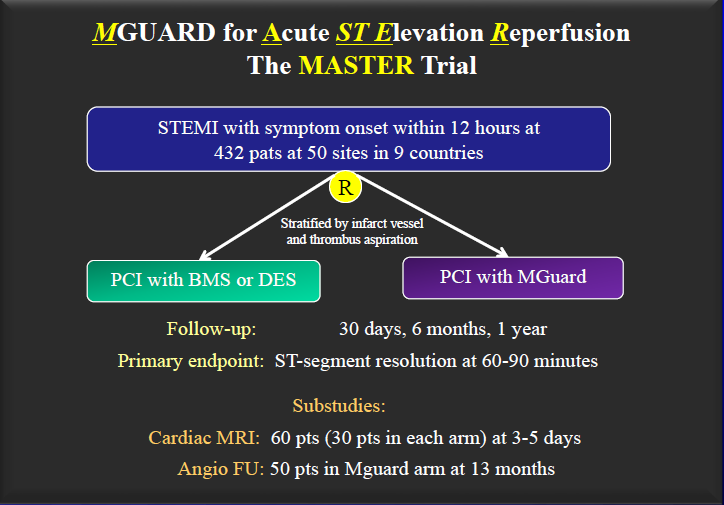 MGUARD for Acute ST Elevation Reperfusion
The MASTER Trial
STEMI with symptom onset within 12 hours at
432 pats at 50 sites in 9 countries
R
Stratified by infarct vessel
and thrombus aspiration
PCI with BMS or DES
PCI with MGuard
Follow-up: 30 days, 6 months, 1 year
Primary endpoint: ST-segment resolution at 60-90 minutes
Substudies:
Cardiac MRI: 60 pts (30 pts in each arm) at 3-5 days
Angio FU: 50 pts in Mguard arm at 13 months